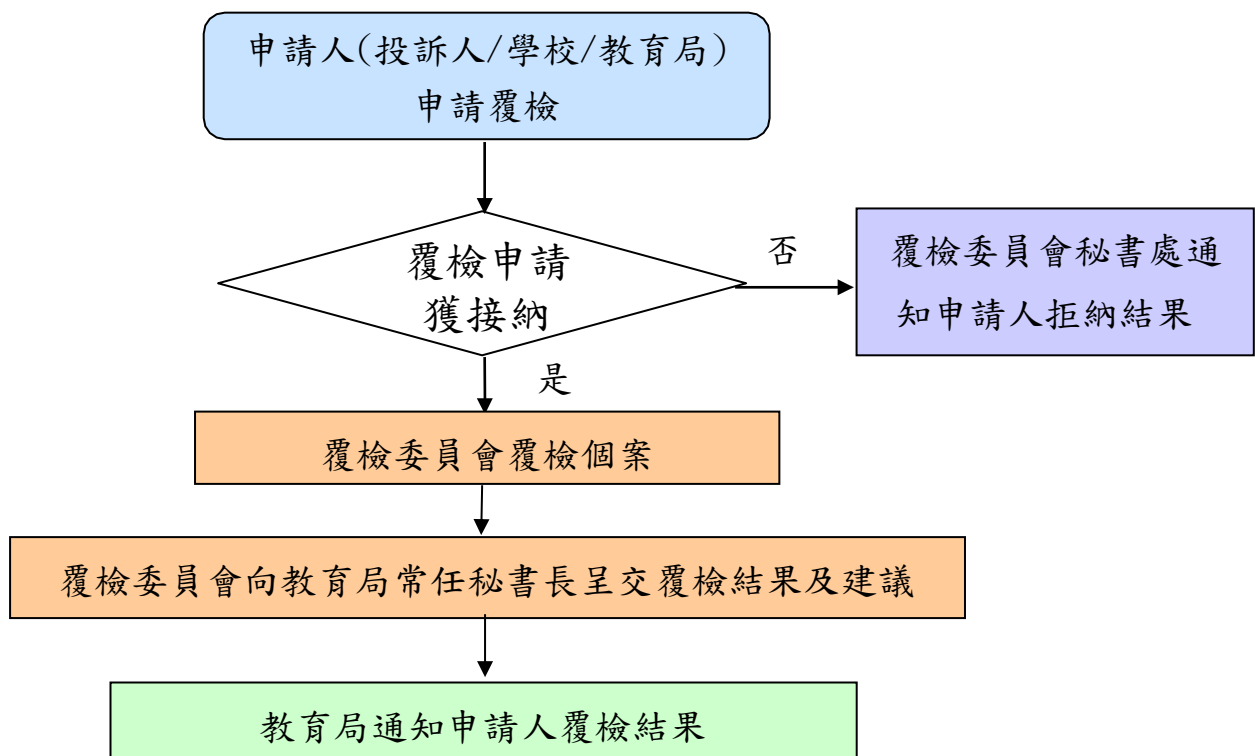 申請人(投訴人/學校/教育局)
申請覆檢
覆檢申請
獲接納
否
覆檢委員會秘書處通
知申請人拒納結果
是
覆檢委員會覆檢個案
覆檢委員會向教育局常任秘書長呈交覆檢結果及建議
教育局通知申請人覆檢結果